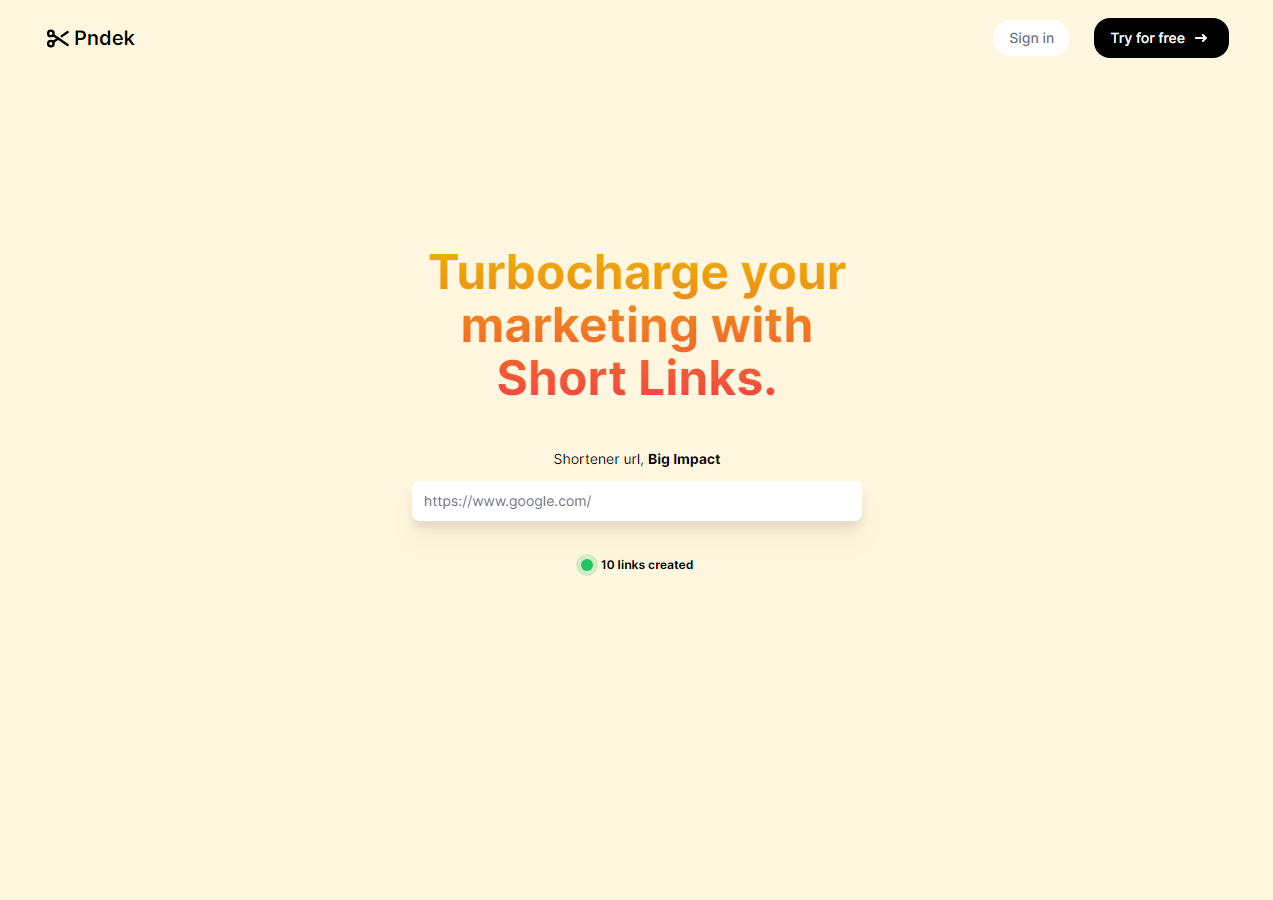 Pndek
Sign in
Try for free
Turbocharge your
marketing with
Short Links.
Shortener url, Big Impact
https://www.google.com/
10 links created